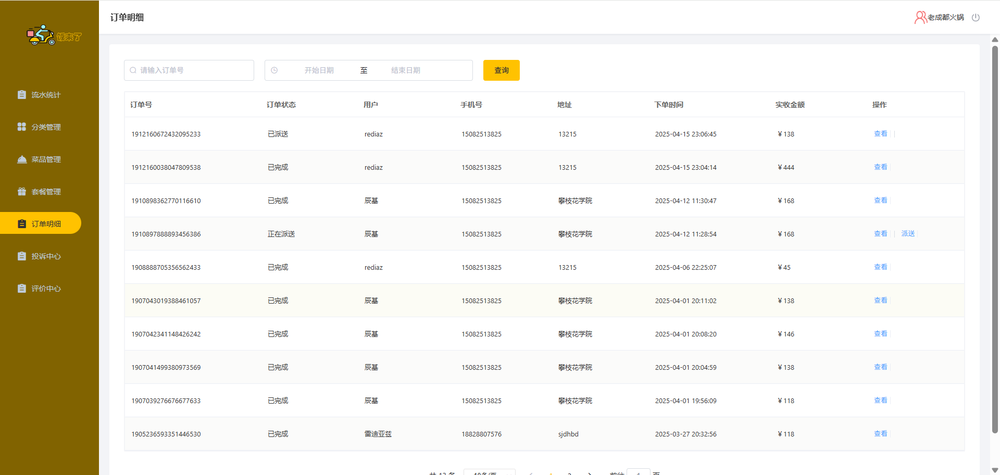 订单明细
老成都火锅
饭来了
流水统计
分类管理
菜品管理
套餐管理
订单明细
投诉中心
评价中心
请输入订单号 开始日期 至 结束日期 查询
订单号 订单状态 用户 手机号 地址 下单时间 实收金额 操作
1912160672432095233 已派送 rediaz 15082513825 13215 2025-04-15 23:06:45 ￥138 查看
1912160038047809538 已完成 rediaz 15082513825 13215 2025-04-15 23:04:14 ￥444 查看
1910898362770116610 已完成 辰基 15082513825 攀枝花学院 2025-04-12 11:30:47 ￥168 查看
1910897888893456386 正在派送 辰基 15082513825 攀枝花学院 2025-04-12 11:28:54 ￥168 查看 派送
1908888705356562433 已完成 rediaz 15082513825 13215 2025-04-06 22:25:07 ￥45 查看
1907043019388461057 已完成 辰基 15082513825 攀枝花学院 2025-04-01 20:11:02 ￥138 查看
1907042341148426242 已完成 辰基 15082513825 攀枝花学院 2025-04-01 20:08:20 ￥146 查看
1907041499380973569 已完成 辰基 15082513825 攀枝花学院 2025-04-01 20:04:59 ￥138 查看
1907039276676677633 已完成 辰基 15082513825 攀枝花学院 2025-04-01 19:56:09 ￥118 查看
1905236593351446530 已完成 雷迪亚兹 18828807576 sjdhbd 2025-03-27 20:32:56 ￥118 查看
10条/页 1 2 前往 1 页